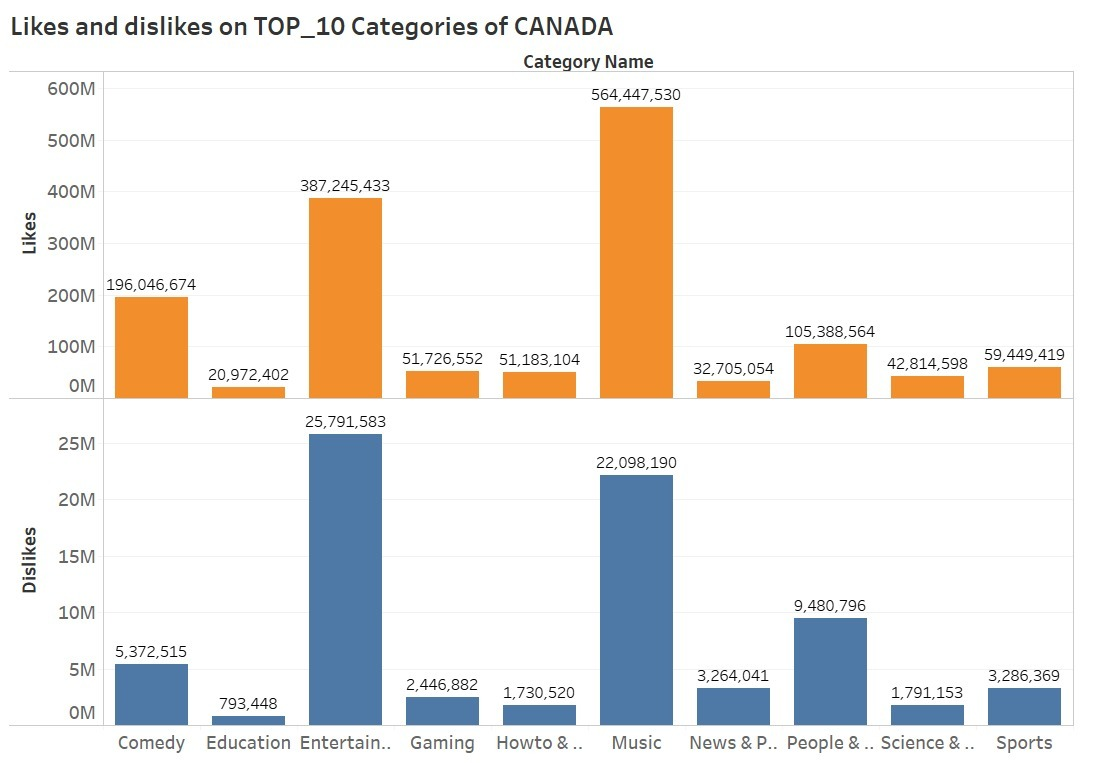 Likes and dislikes on TOP_10 Categories of CANADA
Category Name
600M
500M
400M
300M
200M
100M
0M
Likes
564,447,530
387,245,433
196,046,674
105,388,564
51,726,552
51,183,104
59,449,419
32,705,054
42,814,598
20,972,402
25M
20M
15M
10M
5M
0M
Dislikes
25,791,583
22,098,190
9,480,796
5,372,515
793,448
2,446,882
1,730,520
3,264,041
1,791,153
3,286,369
Comedy Education Entertain.. Gaming Howto & .. Music News & P.. People & .. Science & .. Sports